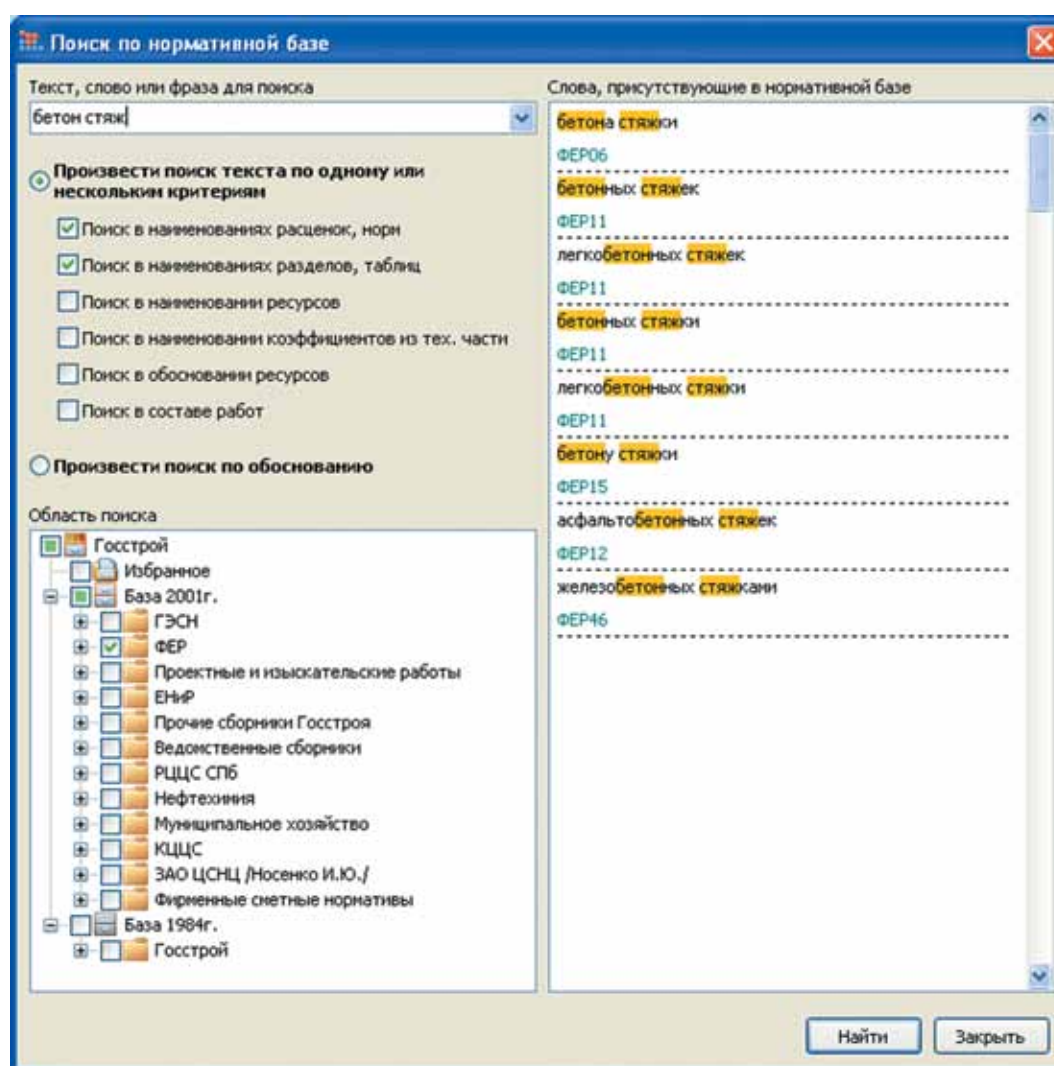 Поиск по нормативной базе
Текст, слово или фраза для поиска
бетон стяж
Произвести поиск текста по одному или
нескольким критериям
Поиск в наименованиях расценок, норм
Поиск в наименованиях разделов, таблиц
Поиск в наименовании ресурсов
Поиск в наименовании коэффициентов из тех. части
Поиск в обосновании ресурсов
Поиск в составе работ
Произвести поиск по обоснованию
Область поиска
Госстрой
Избранное
База 2001г.
ГЭСН
ФЕР
Проектные и изыскательские работы
ЕНиР
Прочие сборники Госстроя
Ведомственные сборники
РЦЦС СПб
Нефтехимия
Муниципальное хозяйство
КЦЦС
ЗАО ЦСНЦ /Носенко И.Ю./
Фирменные сметные нормативы
База 1984г.
Госстрой
Слова, присутствующие в нормативной базе
бетона стяжки
ФЕР06
бетонных стяжек
ФЕР11
легкобетонных стяжек
ФЕР11
бетонных стяжки
ФЕР11
легкобетонных стяжки
ФЕР11
бетону стяжки
ФЕР15
асфальтобетонных стяжек
ФЕР12
железобетонных стяжками
ФЕР46
Найти
Закрыть